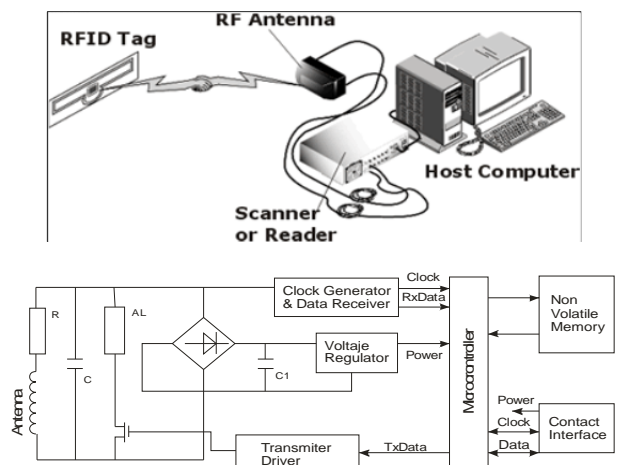 RF Antenna
RFID Tag
Host Computer
Scanner
or Reader
Clock
Clock Generator
& Data Receiver
RxData
Non
Volatile
Memory
R
AL
C
C1
Voltaje
Regulator
Power
Microcontroller
Antenna
Power
Clock
Data
Contact
Interface
Transmiter
Driver
TxData